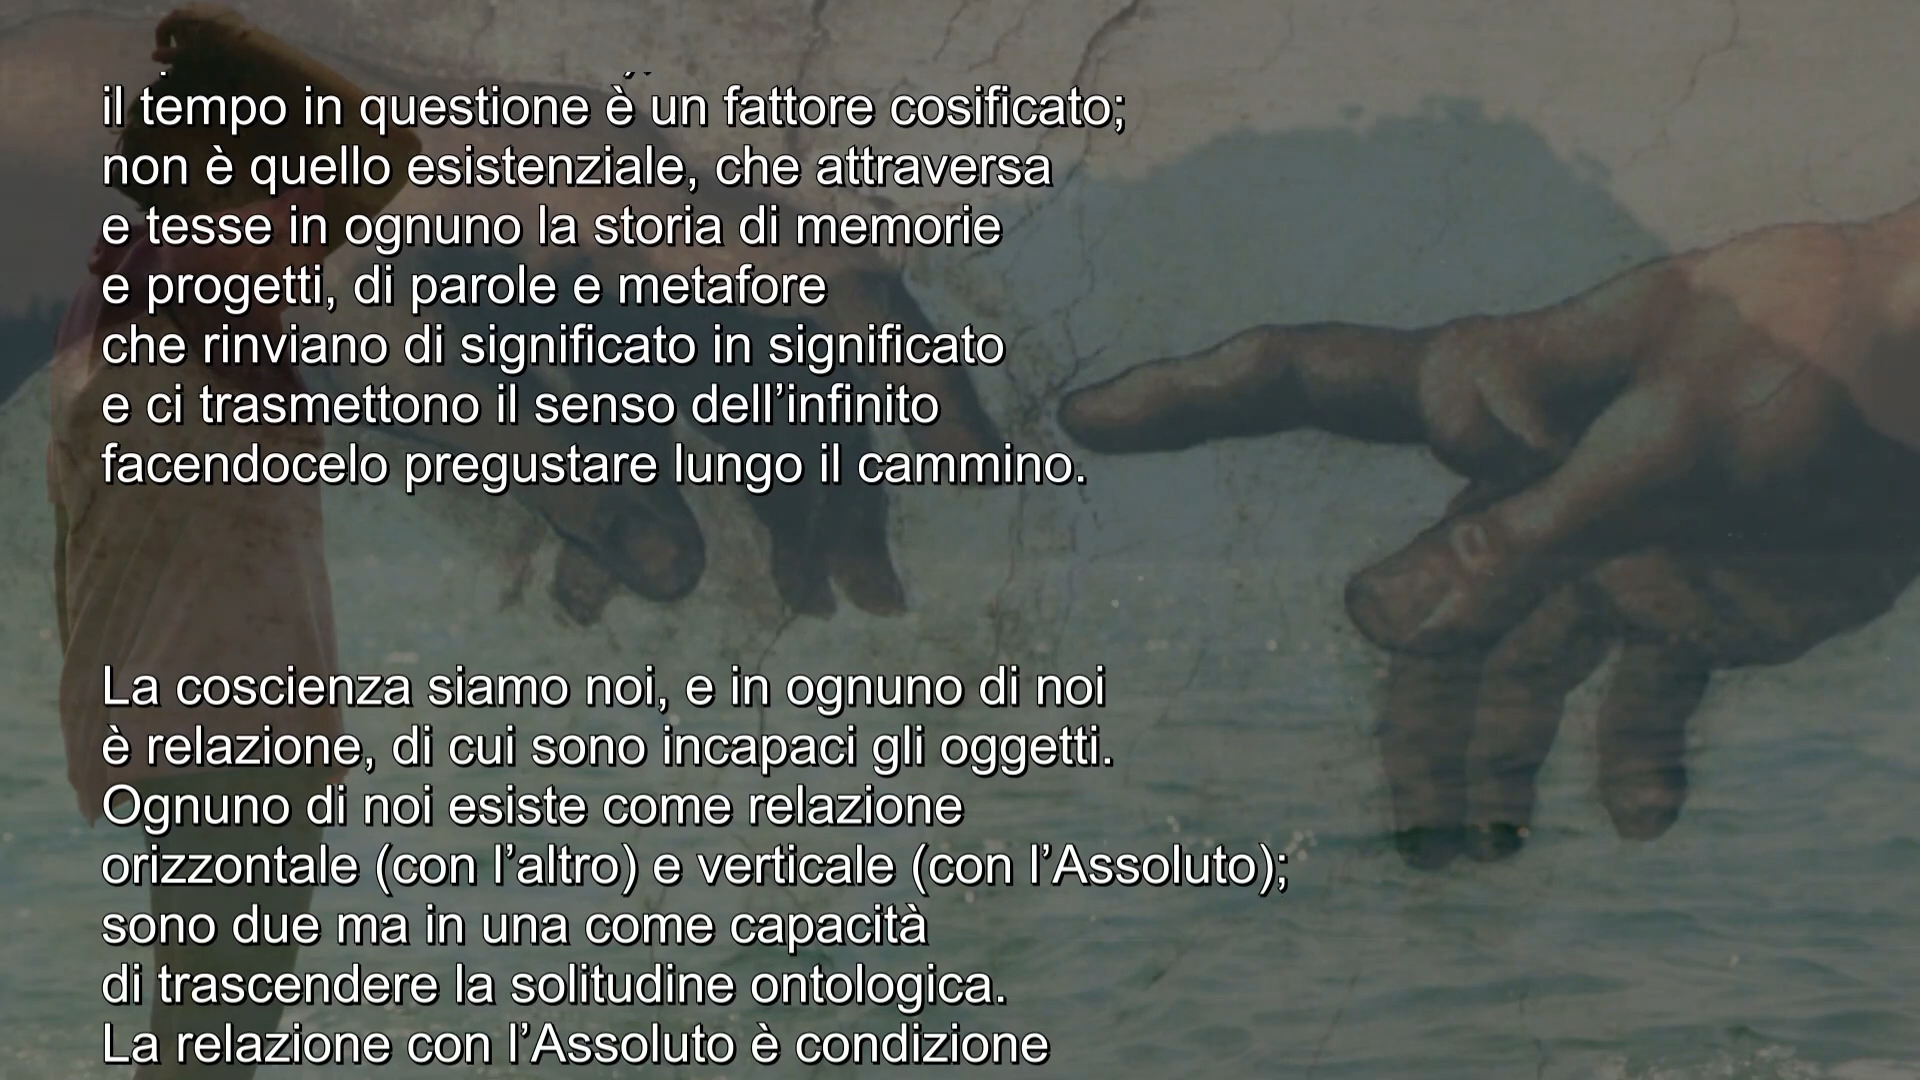 il tempo in questione è un fattore cosificato;
non è quello esistenziale, che attraversa
e tesse in ognuno la storia di memorie
e progetti, di parole e metafore
che rinviano di significato in significato
e ci trasmettono il senso dell’infinito
facendocelo pregustare lungo il cammino.
La coscienza siamo noi, e in ognuno di noi
è relazione, di cui sono incapaci gli oggetti.
Ognuno di noi esiste come relazione
orizzontale (con l’altro) e verticale (con l’Assoluto);
sono due ma in una come capacità
di trascendere la solitudine ontologica.
La relazione con l’Assoluto è condizione